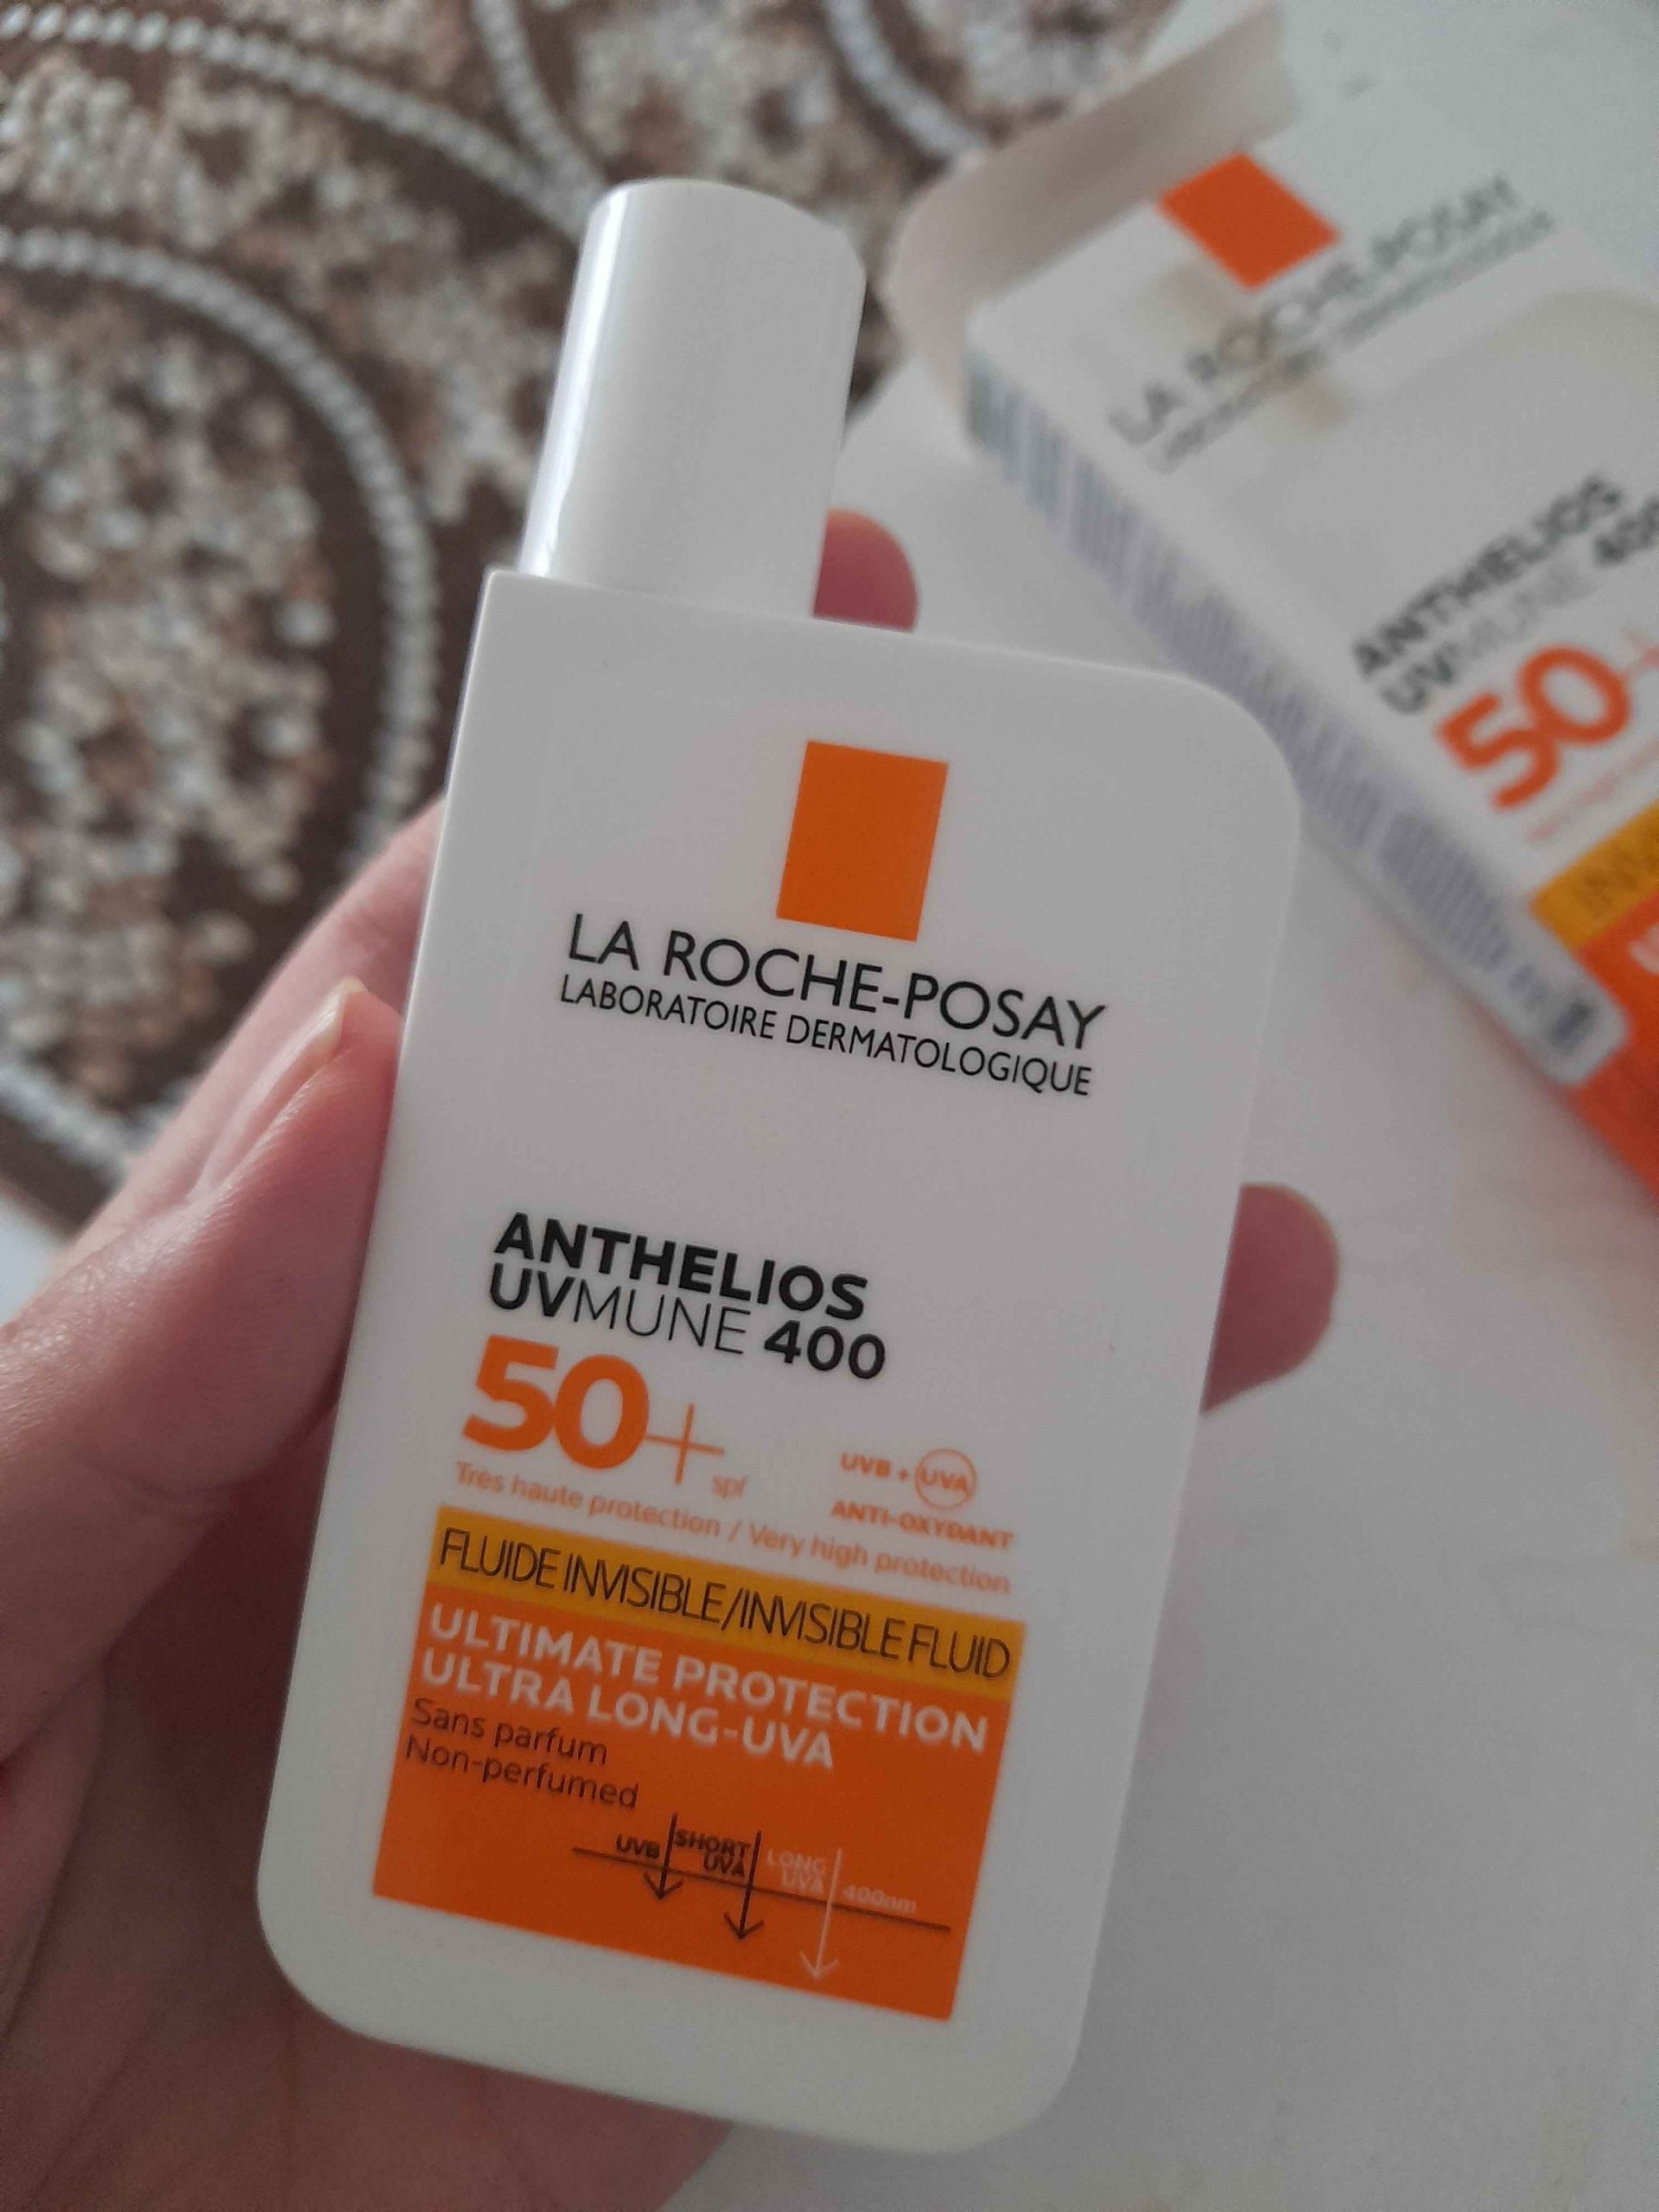 LA ROCHE-POSAY
LABORATOIRE DERMATOLOGIQUE
ANTHELIOS
UVMUNE 400
50+ spf
UVB + UVA
ANTI-OXYDANT
Très haute protection / Very high protection
FLUIDE INVISIBLE/INVISIBLE FLUID
ULTIMATE PROTECTION
ULTRA LONG-UVA
Sans parfum
Non-perfumed
UVB
SHORT
UVA
LONG
UVA
400nm
LA ROCHE-POSAY
ANTHELIOS
UVMUNE 400
50+